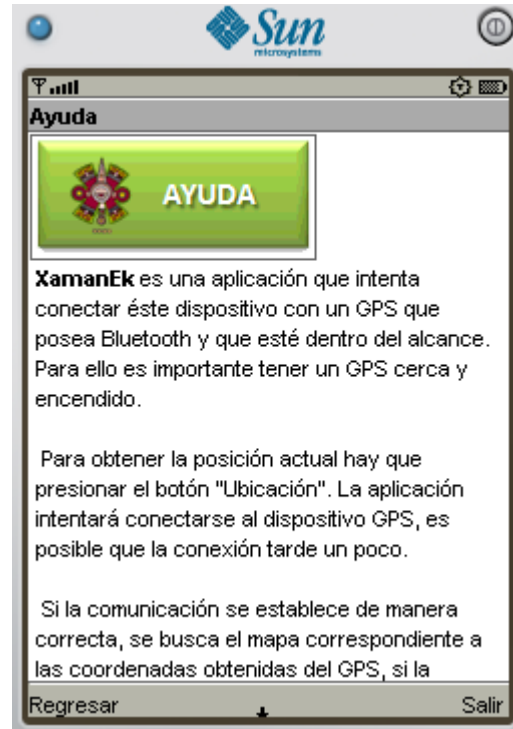 Sun
microsystems
Ayuda
AYUDA
XamanEk es una aplicación que intenta
conectar éste dispositivo con un GPS que
posea Bluetooth y que esté dentro del alcance.
Para ello es importante tener un GPS cerca y
encendido.
Para obtener la posición actual hay que
presionar el botón "Ubicación". La aplicación
intentará conectarse al dispositivo GPS, es
posible que la conexión tarde un poco.
Si la comunicación se establece de manera
correcta, se busca el mapa correspondiente a
las coordenadas obtenidas del GPS, si la
Regresar Salir